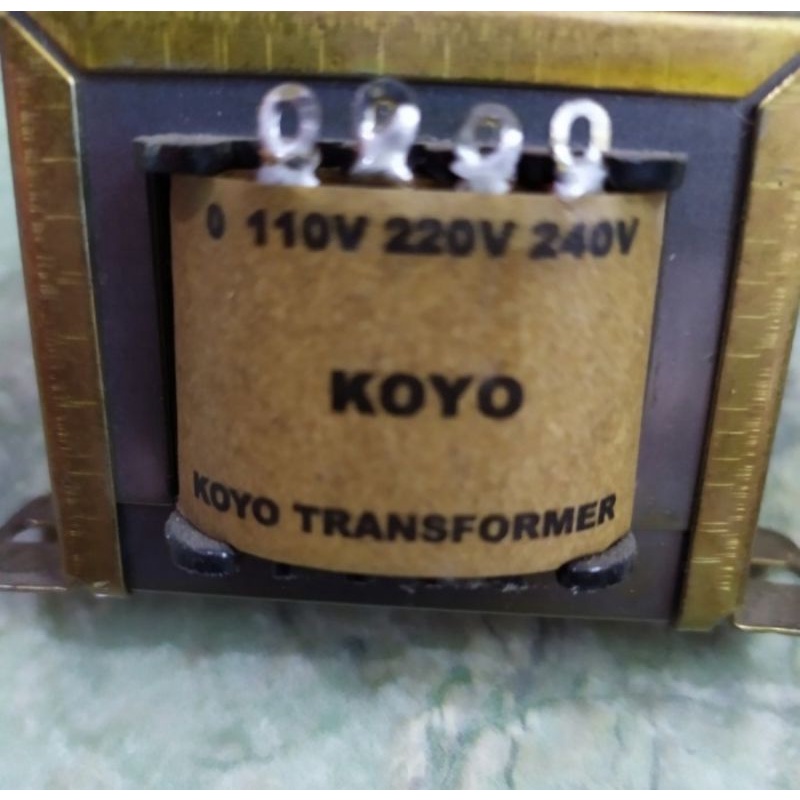 0 110V 220V 240V
KOYO
KOYO TRANSFORMER